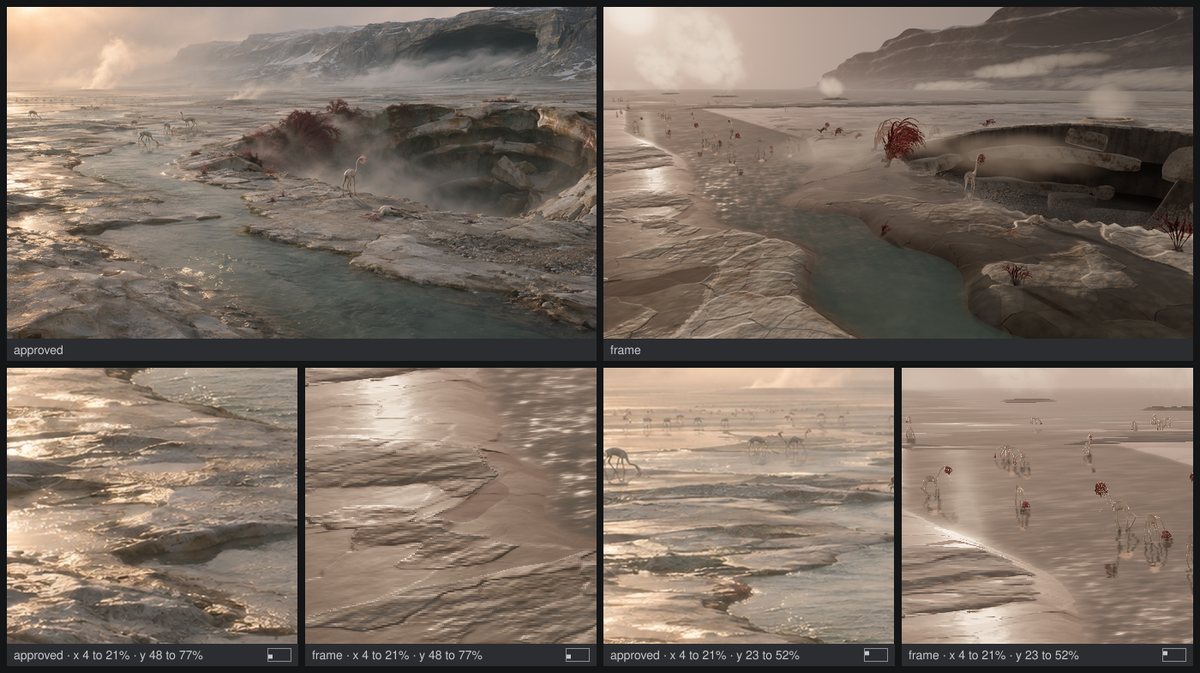 approved
frame
approved · x 4 to 21% · y 48 to 77%
frame · x 4 to 21% · y 48 to 77%
approved · x 4 to 21% · y 23 to 52%
frame · x 4 to 21% · y 23 to 52%